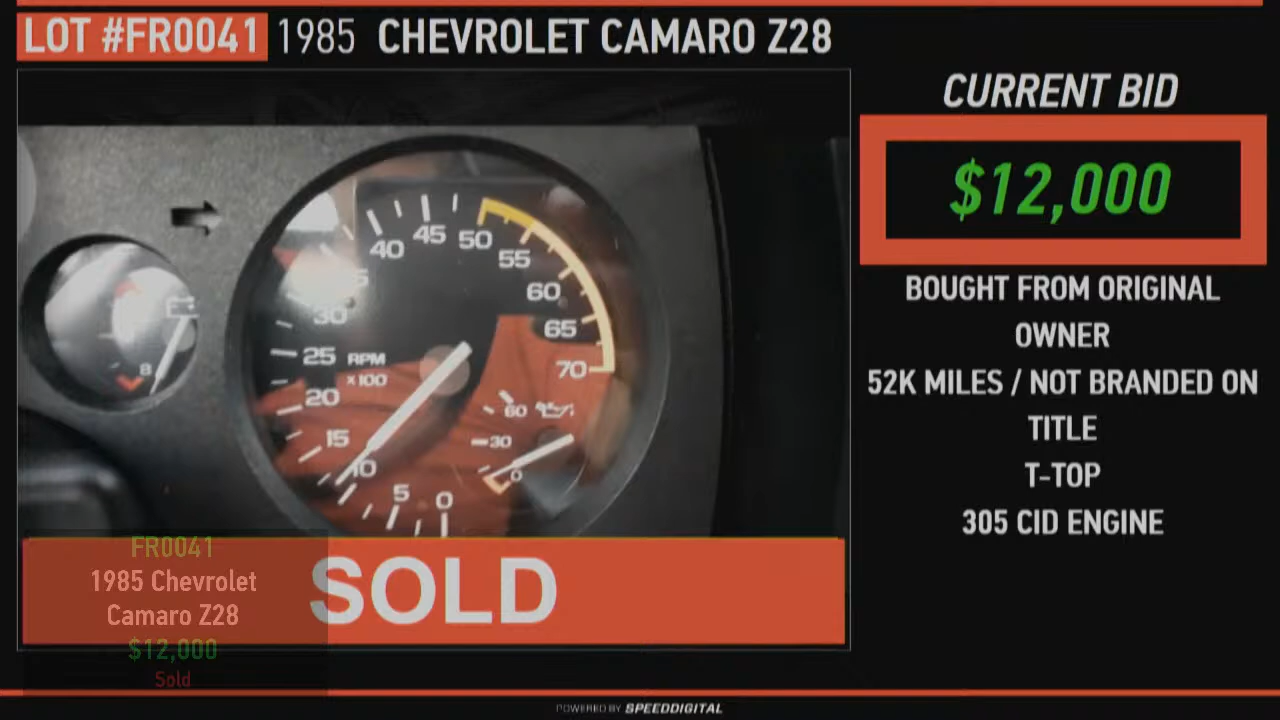 LOT #FR0041 1985 CHEVROLET CAMARO Z28
CURRENT BID
$12,000
BOUGHT FROM ORIGINAL
OWNER
52K MILES / NOT BRANDED ON
TITLE
T-TOP
305 CID ENGINE
40 45 50
55
60
65
70
30
25
20
15
10
5
0
RPM
x100
60
30
0
8
SOLD
FR0041
1985 Chevrolet
Camaro Z28
$12,000
Sold
POWERED BY SPEEDDIGITAL